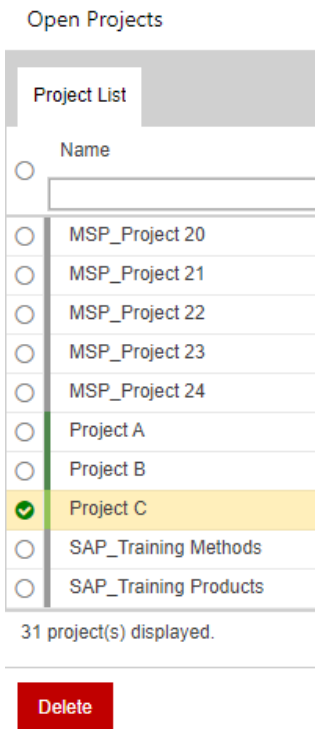 Open Projects
Project List
Name
MSP_Project 20
MSP_Project 21
MSP_Project 22
MSP_Project 23
MSP_Project 24
Project A
Project B
Project C
SAP_Training Methods
SAP_Training Products
31 project(s) displayed.
Delete